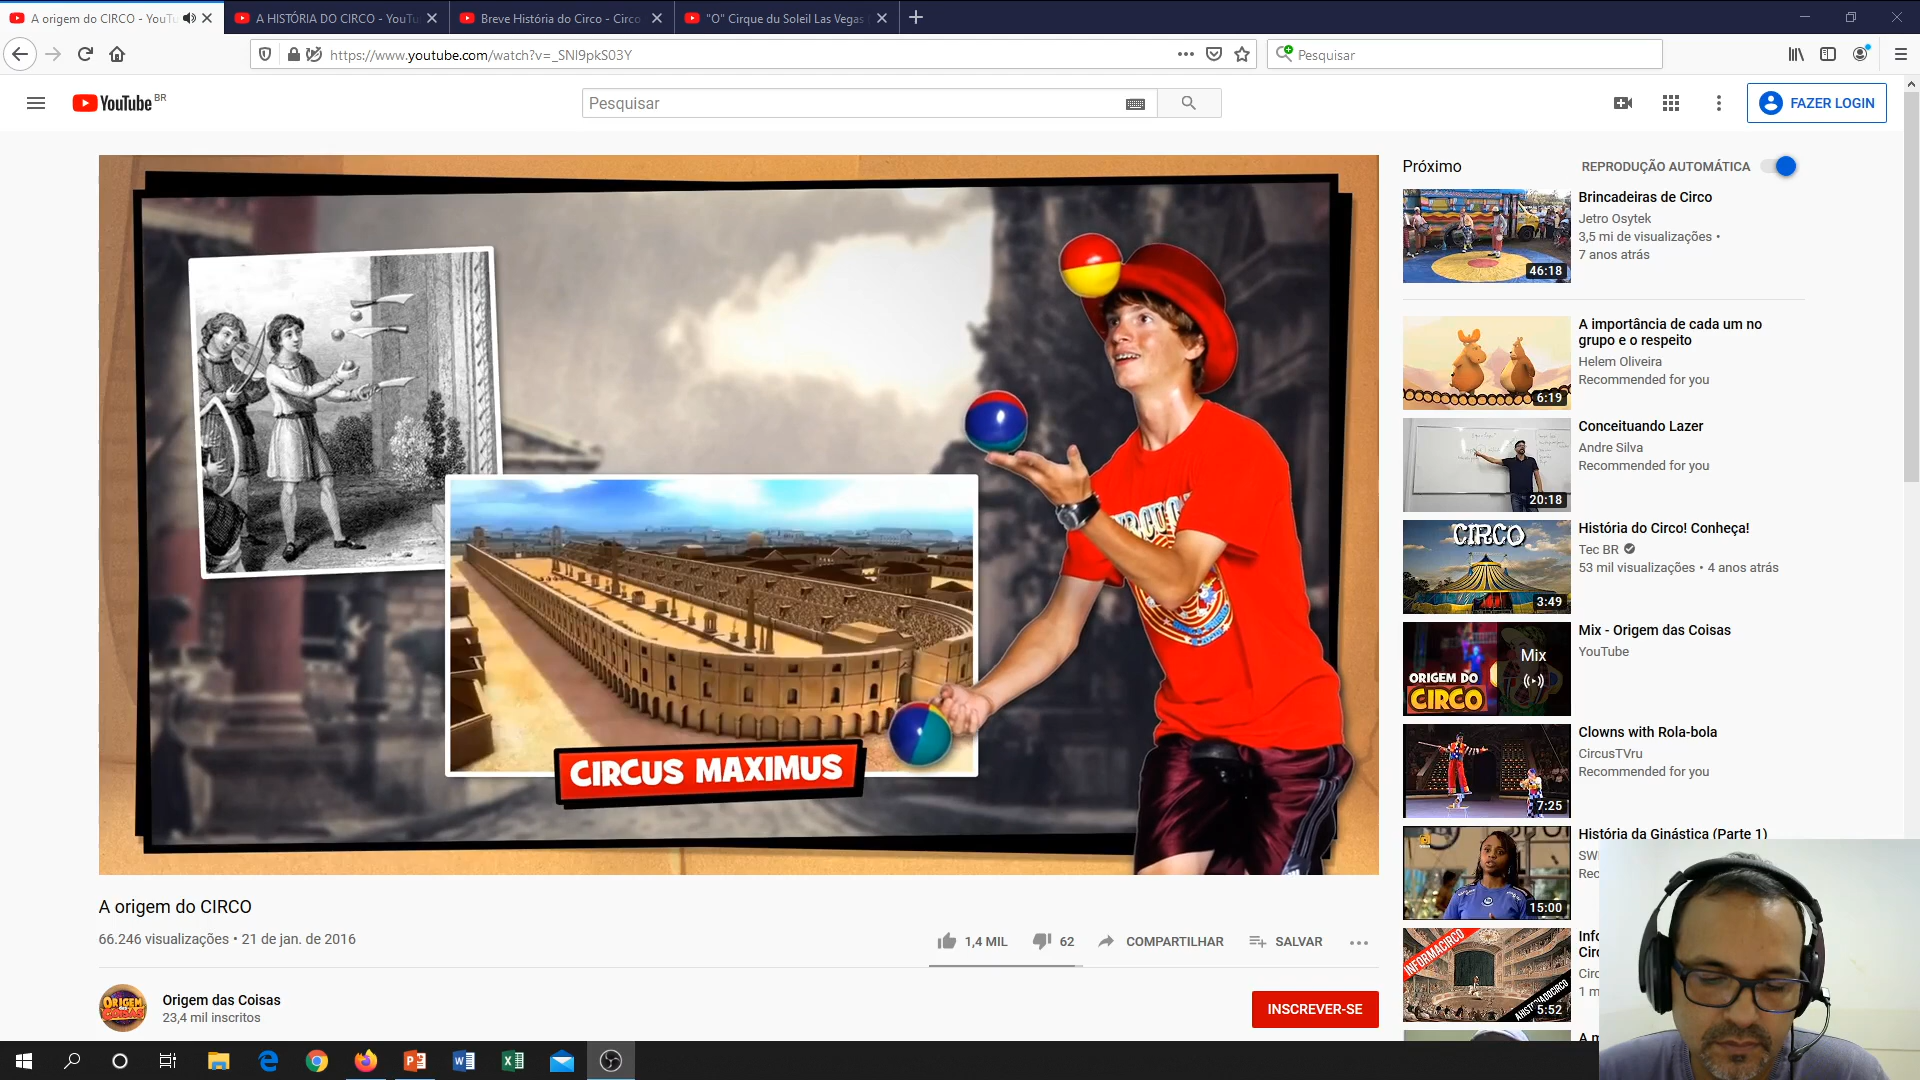 A origem do CIRCO - YouTu
A HISTÓRIA DO CIRCO - YouTu
Breve História do Circo - Circo
"O" Cirque du Soleil Las Vegas
https://www.youtube.com/watch?v=_SNI9pkS03Y
Pesquisar
YouTube BR
Pesquisar
FAZER LOGIN
CIRCUS MAXIMUS
A origem do CIRCO
66.246 visualizações • 21 de jan. de 2016
1,4 MIL
62
COMPARTILHAR
SALVAR
Origem das Coisas
23,4 mil inscritos
INSCREVER-SE
Próximo
REPRODUÇÃO AUTOMÁTICA
Brincadeiras de Circo
Jetro Osytek
3,5 mi de visualizações •
7 anos atrás
46:18
A importância de cada um no
grupo e o respeito
Helem Oliveira
Recommended for you
6:19
Conceituando Lazer
Andre Silva
Recommended for you
20:18
CIRCO
História do Circo! Conheça!
Tec BR
53 mil visualizações • 4 anos atrás
3:49
Mix - Origem das Coisas
YouTube
Mix
ORIGEM DO
CIRCO
Clowns with Rola-bola
CircusTVru
Recommended for you
7:25
História da Ginástica (Parte 1)
SW
Rec
15:00
INFORMACIRCO
Info
Circ
Circ
1 m
5:52
A m